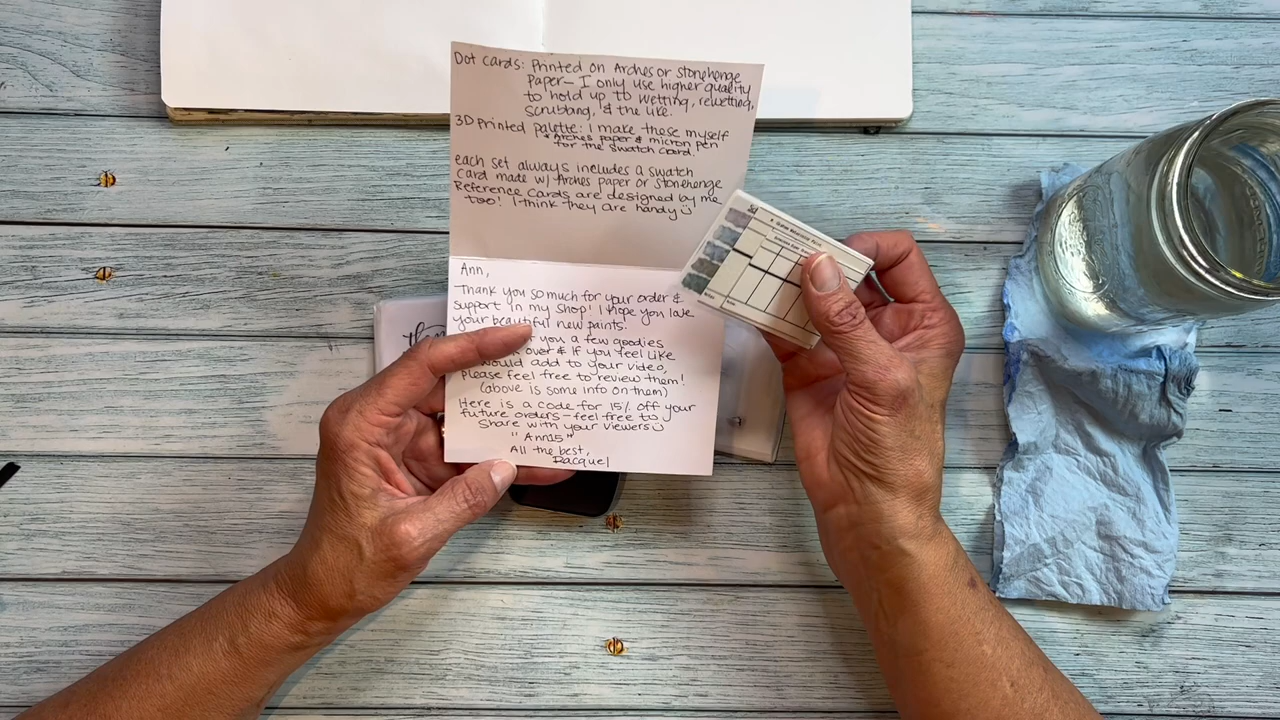 Dot cards: Printed on Arches or stonehenge
Paper— I only use higher quality
to hold up to wetting, rewetting,
scrubbing, & the like.
3D Printed palette: I make these myself
*Arches paper & micron pen
for the swatch card.
each set always includes a swatch
card made w/ Arches paper or stonehenge
Reference Cards are designed by me
too! I think they are handy
Ann,
Thank you so much for your order &
support in my shop! I hope you love
your beautiful new paints.
you a few goodies
over & If you feel like
would add to your video,
please feel free to review them!
(above is some info on them)
Here is a code for 15% off your
future orders - feel free to
share with your viewers
"Ann15"
All the best,
Racquel